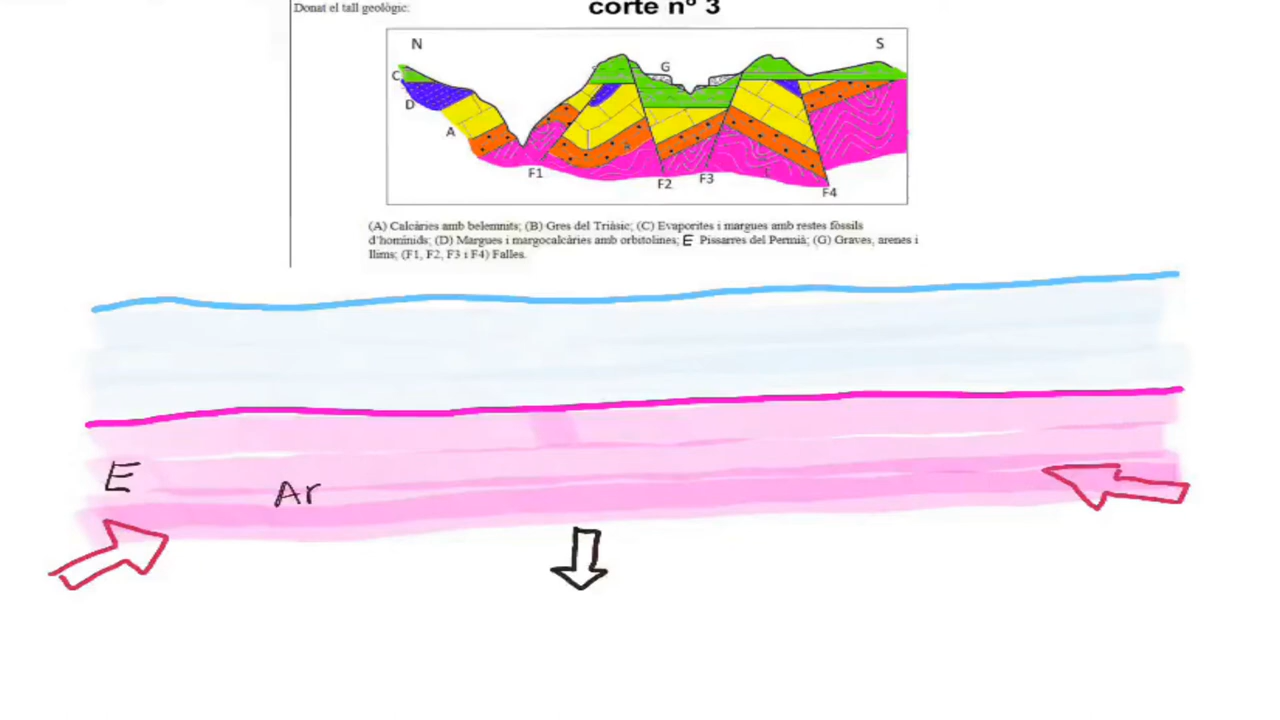 Donat el tall geològic:
corte nº 3
N
S
G
C
D
A
F1
F2
F3
F4
(A) Calcàries amb belemnits; (B) Gres del Triàsic; (C) Evaporites i margues amb restes fòssils
d'homínids; (D) Margues i margocalcàries amb orbitolines; E Pissarres del Permià; (G) Graves, arenes i
llims; (F1, F2, F3 i F4) Falles.
E
Ar